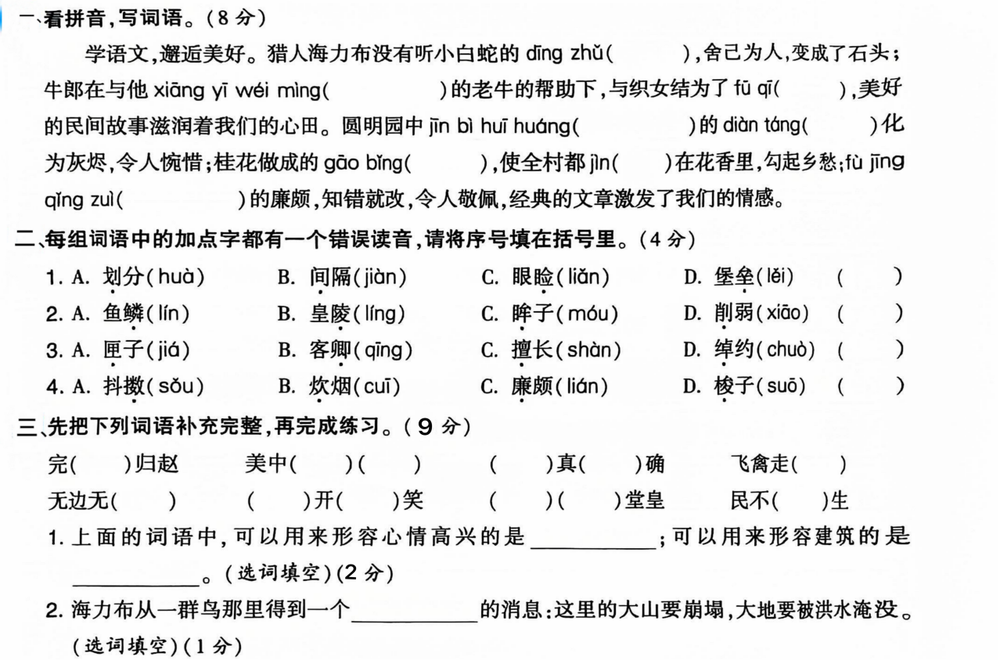 一、看拼音,写词语。(8 分)
学语文,邂逅美好。猎人海力布没有听小白蛇的 dīng zhǔ(　　　),舍己为人,变成了石头;
牛郎在与他 xiāng yī wéi mìng(　　　　　)的老牛的帮助下,与织女结为了 fū qī(　　　),美好
的民间故事滋润着我们的心田。圆明园中 jīn bì huī huáng(　　　　　)的 diàn táng(　　　)化
为灰烬,令人惋惜;桂花做成的 gāo bǐng(　　　),使全村都 jìn(　　)在花香里,勾起乡愁;fù jīng
qǐng zuì(　　　　　)的廉颇,知错就改,令人敬佩,经典的文章激发了我们的情感。
二、每组词语中的加点字都有一个错误读音,请将序号填在括号里。(4 分)
1. A. 划分(huà)　　B. 间隔(jiàn)　　C. 眼睑(liǎn)　　D. 堡垒(lěi)　(　　)
2. A. 鱼鳞(lín)　　B. 皇陵(líng)　　C. 眸子(móu)　　D. 削弱(xiāo)　(　　)
3. A. 匣子(jiá)　　B. 客卿(qīng)　　C. 擅长(shàn)　　D. 绰约(chuò)　(　　)
4. A. 抖擞(sǒu)　　B. 炊烟(cuī)　　C. 廉颇(lián)　　D. 梭子(suō)　(　　)
三、先把下列词语补充完整,再完成练习。(9 分)
完(　　)归赵　　美中(　　)(　　)　　(　　)真(　　)确　　飞禽走(　　)
无边无(　　)　　(　　)开(　　)笑　　(　　)(　　)堂皇　　民不(　　)生
1. 上面的词语中,可以用来形容心情高兴的是__________;可以用来形容建筑的是
__________。(选词填空)(2 分)
2. 海力布从一群鸟那里得到一个__________的消息:这里的大山要崩塌,大地要被洪水淹没。
(选词填空)(1 分)